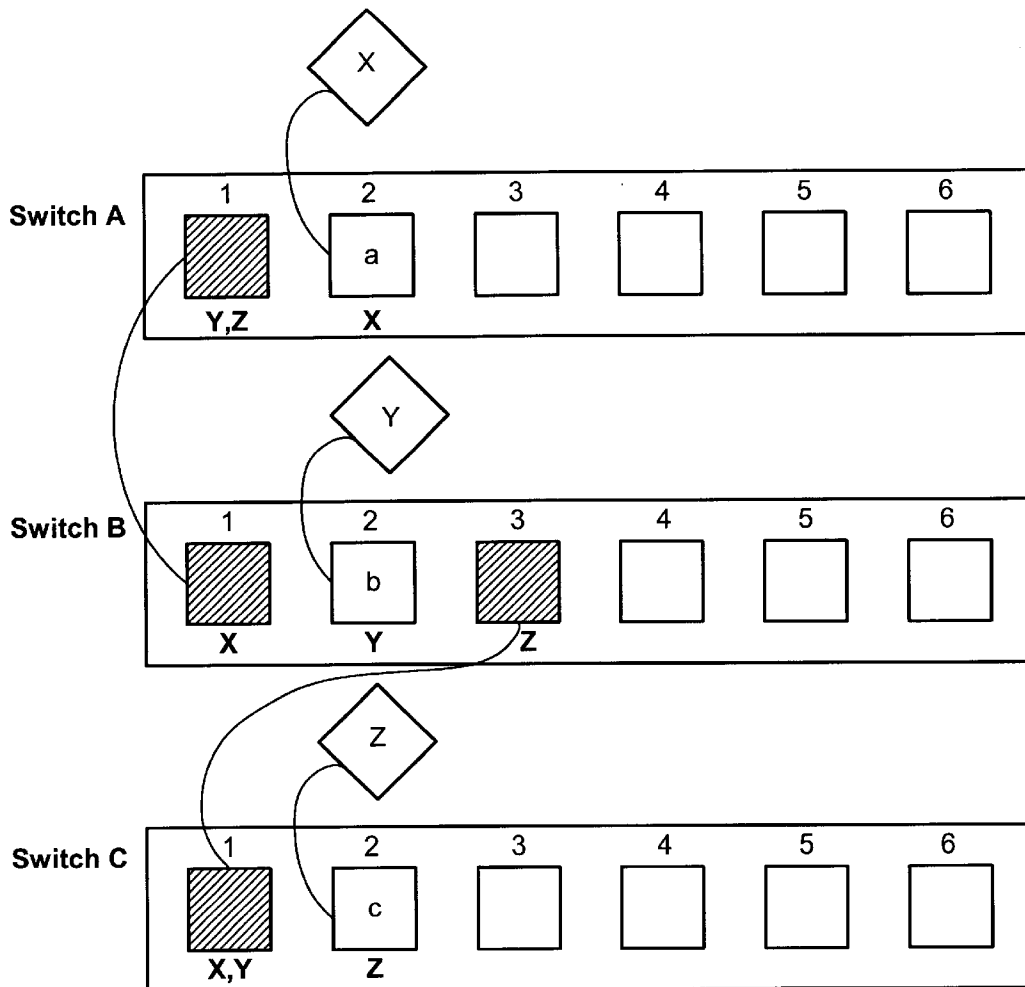 X
1 2 3 4 5 6
Switch A
a
Y,Z X
Y
1 2 3 4 5 6
Switch B
b
X Y Z
Z
1 2 3 4 5 6
Switch C
c
X,Y Z